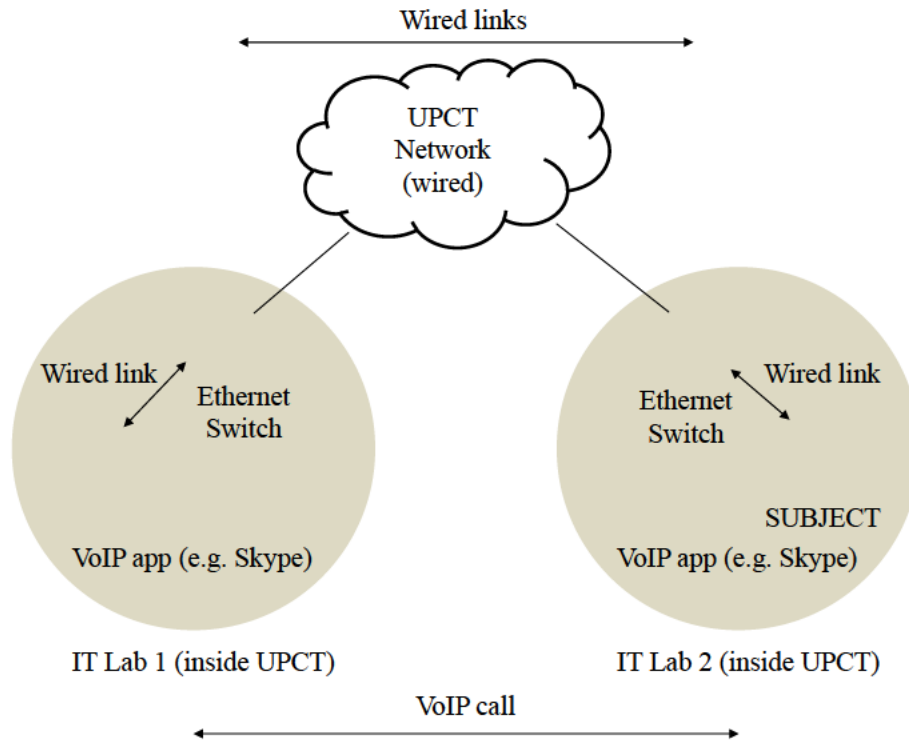 Wired links
UPCT
Network
(wired)
Wired link
Ethernet
Switch
VoIP app (e.g. Skype)
IT Lab 1 (inside UPCT)
Wired link
Ethernet
Switch
SUBJECT
VoIP app (e.g. Skype)
IT Lab 2 (inside UPCT)
VoIP call